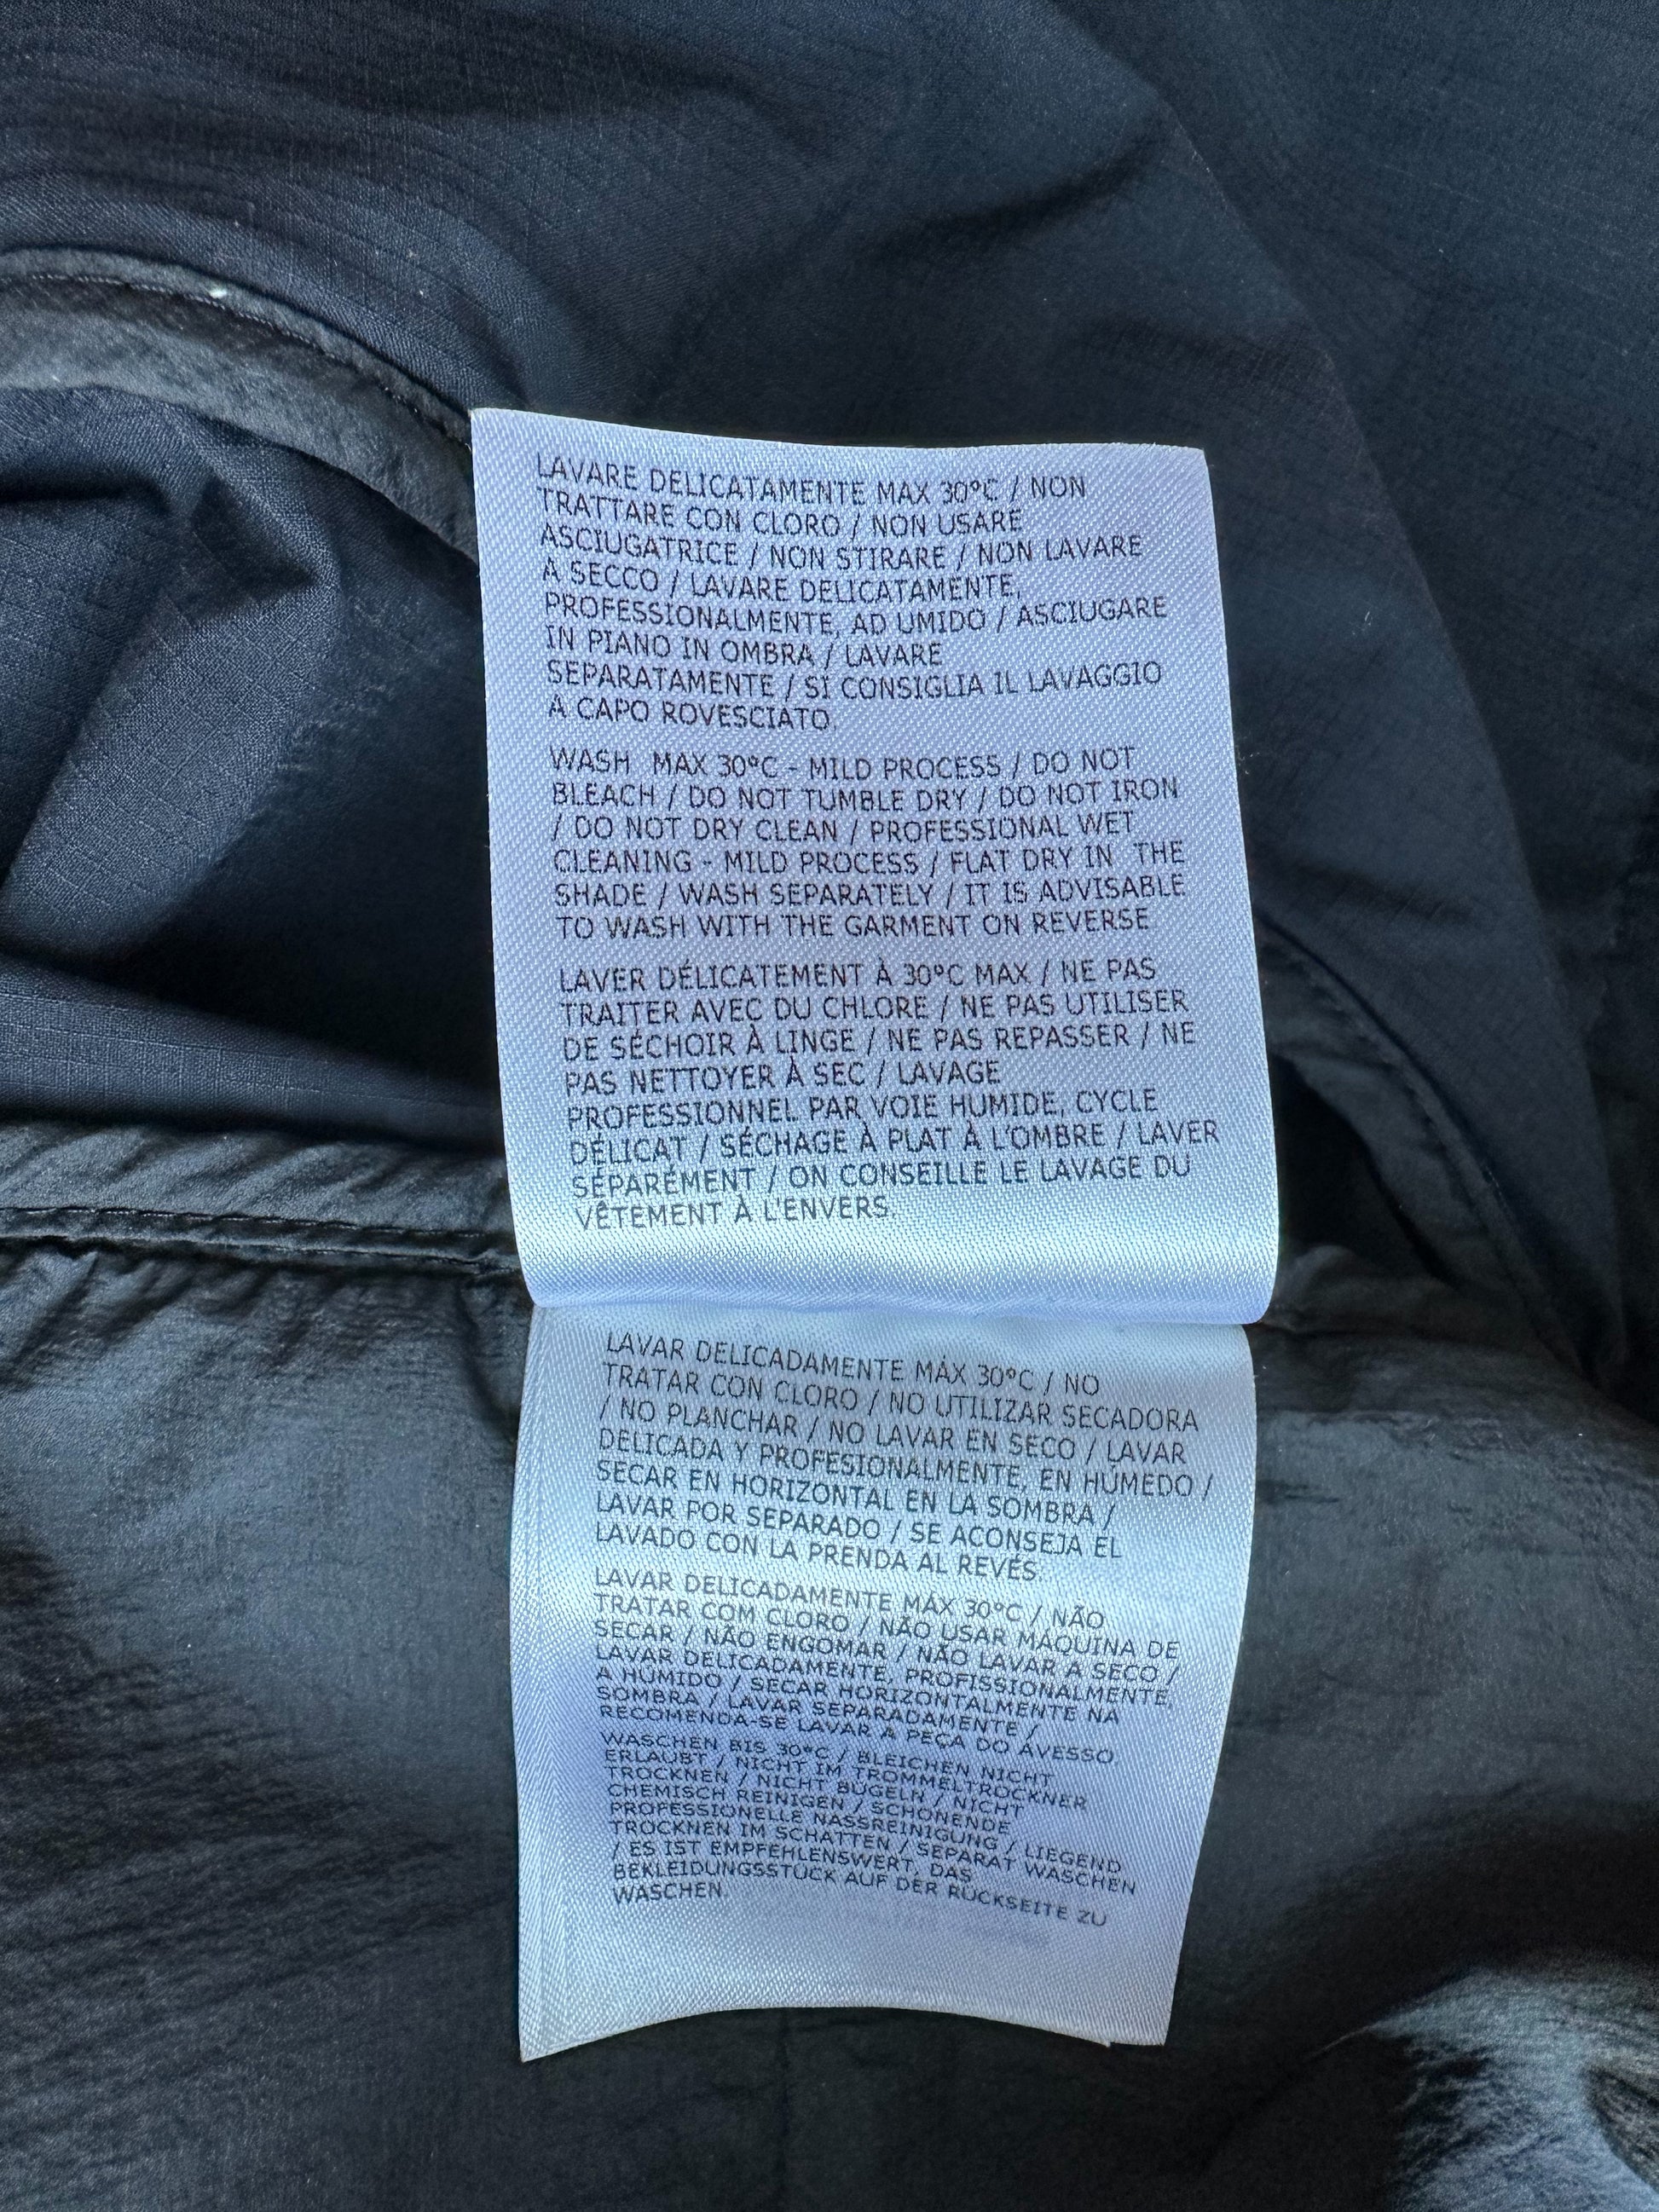 LAVARE DELICATAMENTE MAX 30°C / NON
TRATTARE CON CLORO / NON USARE
ASCIUGATRICE / NON STIRARE / NON LAVARE
A SECCO / LAVARE DELICATAMENTE,
PROFESSIONALMENTE, AD UMIDO / ASCIUGARE
IN PIANO IN OMBRA / LAVARE
SEPARATAMENTE / SI CONSIGLIA IL LAVAGGIO
A CAPO ROVESCIATO.
WASH MAX 30°C - MILD PROCESS / DO NOT
BLEACH / DO NOT TUMBLE DRY / DO NOT IRON
/ DO NOT DRY CLEAN / PROFESSIONAL WET
CLEANING - MILD PROCESS / FLAT DRY IN THE
SHADE / WASH SEPARATELY / IT IS ADVISABLE
TO WASH WITH THE GARMENT ON REVERSE
LAVER DÉLICATEMENT À 30°C MAX / NE PAS
TRAITER AVEC DU CHLORE / NE PAS UTILISER
DE SÉCHOIR À LINGE / NE PAS REPASSER / NE
PAS NETTOYER À SEC / LAVAGE
PROFESSIONNEL PAR VOIE HUMIDE, CYCLE
DÉLICAT / SÉCHAGE À PLAT À L'OMBRE / LAVER
SÉPARÉMENT / ON CONSEILLE LE LAVAGE DU
VÊTEMENT À L'ENVERS.
LAVAR DELICADAMENTE MÁX 30°C / NO
TRATAR CON CLORO / NO UTILIZAR SECADORA
/ NO PLANCHAR / NO LAVAR EN SECO / LAVAR
DELICADA Y PROFESIONALMENTE, EN HÚMEDO /
SECAR EN HORIZONTAL EN LA SOMBRA /
LAVAR POR SEPARADO / SE ACONSEJA EL
LAVADO CON LA PRENDA AL REVÉS.
LAVAR DELICADAMENTE MÁX 30°C / NÃO
TRATAR COM CLORO / NÃO USAR MÁQUINA DE
SECAR / NÃO ENGOMAR / NÃO LAVAR A SECO /
LAVAR DELICADAMENTE, PROFISSIONALMENTE,
A HÚMIDO / SECAR HORIZONTALMENTE NA
SOMBRA / LAVAR SEPARADAMENTE /
RECOMENDA-SE LAVAR A PEÇA DO AVESSO
WASCHEN BIS 30°C / BLEICHEN NICHT
ERLAUBT / NICHT IM TROMMELTROCKNER
TROCKNEN / NICHT BÜGELN / NICHT
CHEMISCH REINIGEN / SCHONENDE
PROFESSIONELLE NASSREINIGUNG / LIEGEND
TROCKNEN IM SCHATTEN / SEPARAT WASCHEN
/ ES IST EMPFEHLENSWERT, DAS
BEKLEIDUNGSSTÜCK AUF DER RÜCKSEITE ZU
WASCHEN.